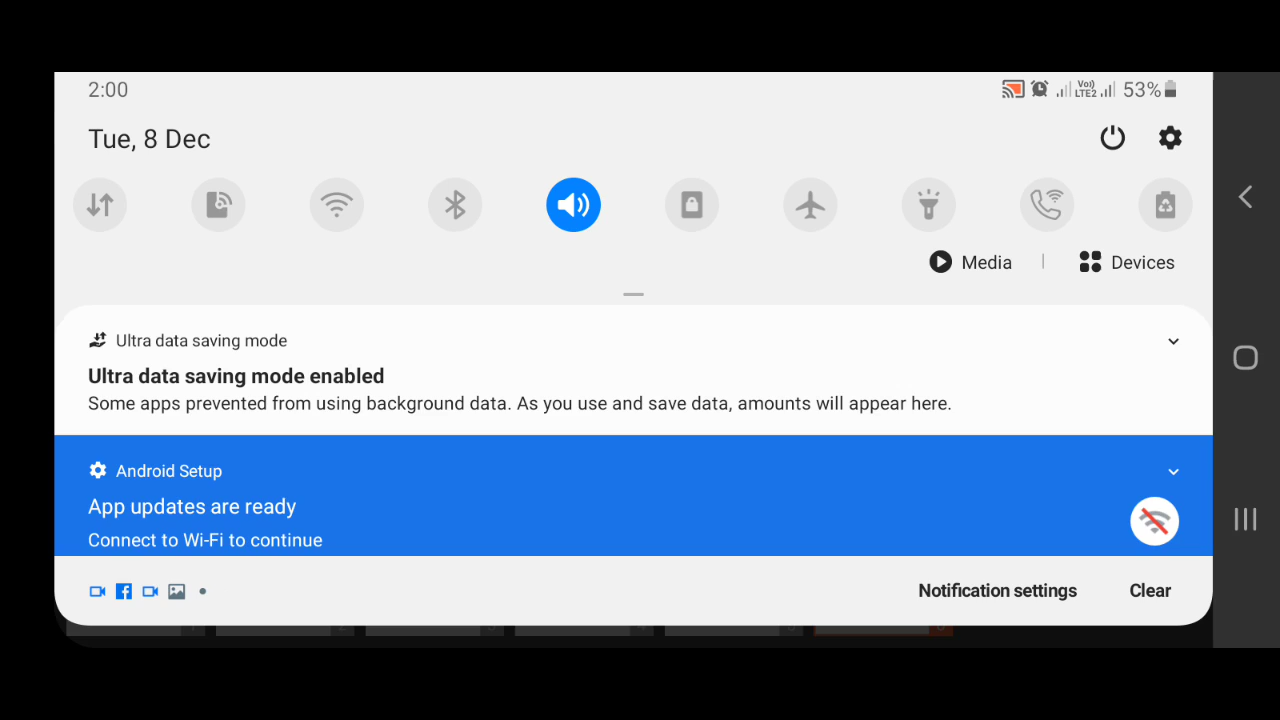 2:00
Vo))
LTE2
53%
Tue, 8 Dec
Media
Devices
Ultra data saving mode
Ultra data saving mode enabled
Some apps prevented from using background data. As you use and save data, amounts will appear here.
Android Setup
App updates are ready
Connect to Wi-Fi to continue
Notification settings
Clear